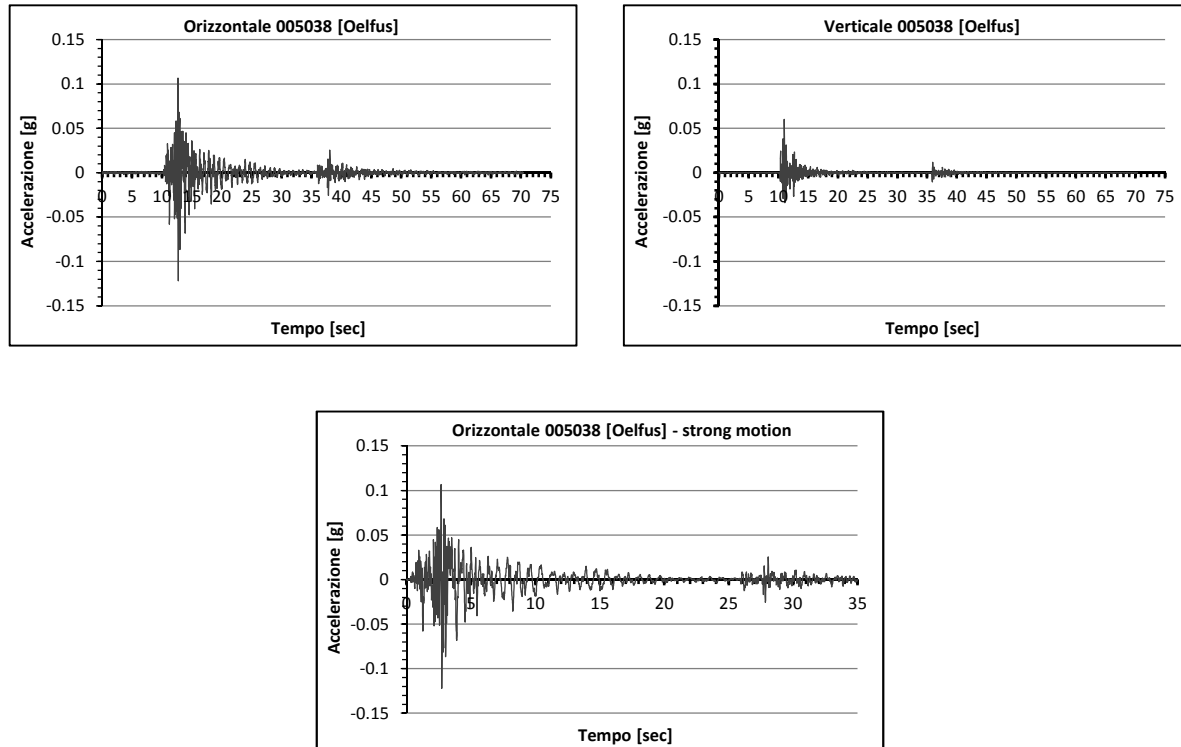 Orizzontale 005038 [Oelfus]
0.15
0.1
0.05
0
-0.05
-0.1
-0.15
0 5 10 15 20 25 30 35 40 45 50 55 60 65 70 75
Accelerazione [g]
Tempo [sec]
Verticale 005038 [Oelfus]
0.15
0.1
0.05
0
-0.05
-0.1
-0.15
0 5 10 15 20 25 30 35 40 45 50 55 60 65 70 75
Accelerazione [g]
Tempo [sec]
Orizzontale 005038 [Oelfus] - strong motion
0.15
0.1
0.05
0
-0.05
-0.1
-0.15
0 5 10 15 20 25 30 35
Accelerazione [g]
Tempo [sec]